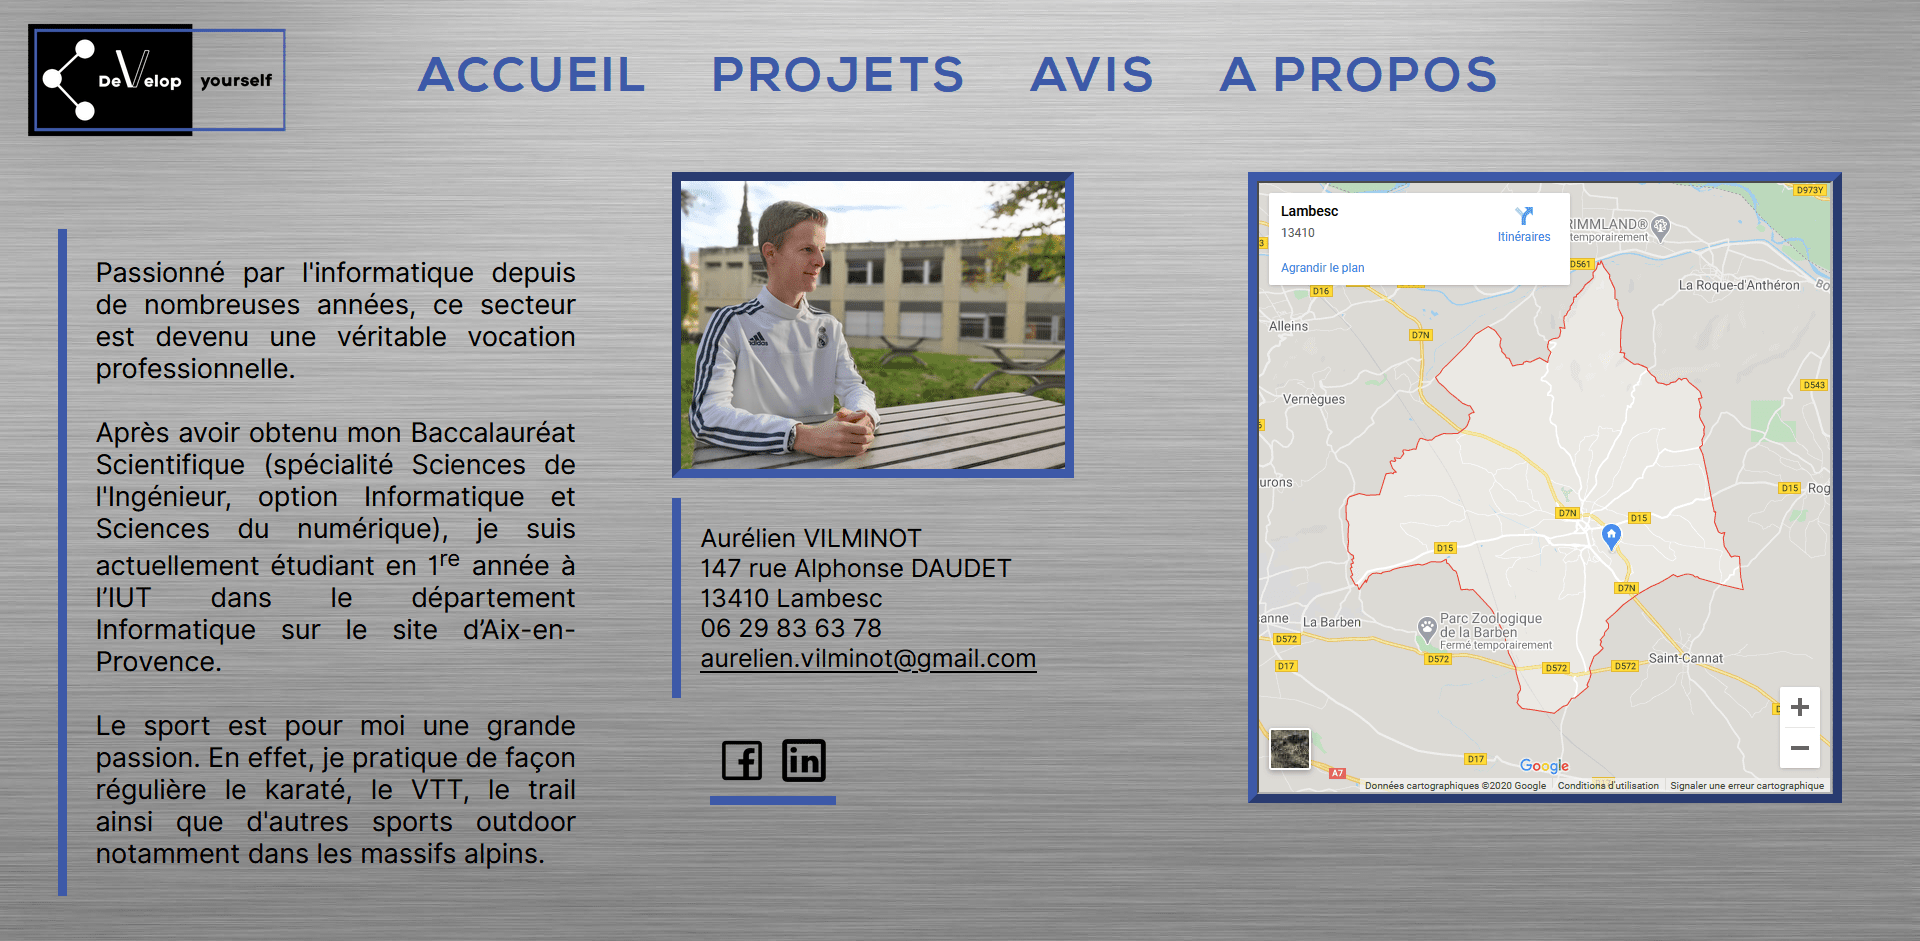 DeVelop yourself
ACCUEIL PROJETS AVIS A PROPOS
Passionné par l'informatique depuis
de nombreuses années, ce secteur
est devenu une véritable vocation
professionnelle.
Après avoir obtenu mon Baccalauréat
Scientifique (spécialité Sciences de
l'Ingénieur, option Informatique et
Sciences du numérique), je suis
actuellement étudiant en 1re année à
l’IUT dans le département
Informatique sur le site d’Aix-en-
Provence.
Le sport est pour moi une grande
passion. En effet, je pratique de façon
régulière le karaté, le VTT, le trail
ainsi que d'autres sports outdoor
notamment dans les massifs alpins.
adidas
Aurélien VILMINOT
147 rue Alphonse DAUDET
13410 Lambesc
06 29 83 63 78
aurelien.vilminot@gmail.com
in
Lambesc
13410
Itinéraires
Agrandir le plan
D973Y
RIMMLAND®
temporairement
3
D561
La Roque-d'Anthéron
D16
Alleins
D7N
D543
Vernègues
urons
D15
Rog
D7N
D15
D15
D7N
anne
La Barben
Parc Zoologique
de la Barben
Fermé temporairement
D572
D572
D17
D572
D572
Saint-Cannat
D17
A7
Google
Données cartographiques ©2020 Google
Conditions d'utilisation
Signaler une erreur cartographique